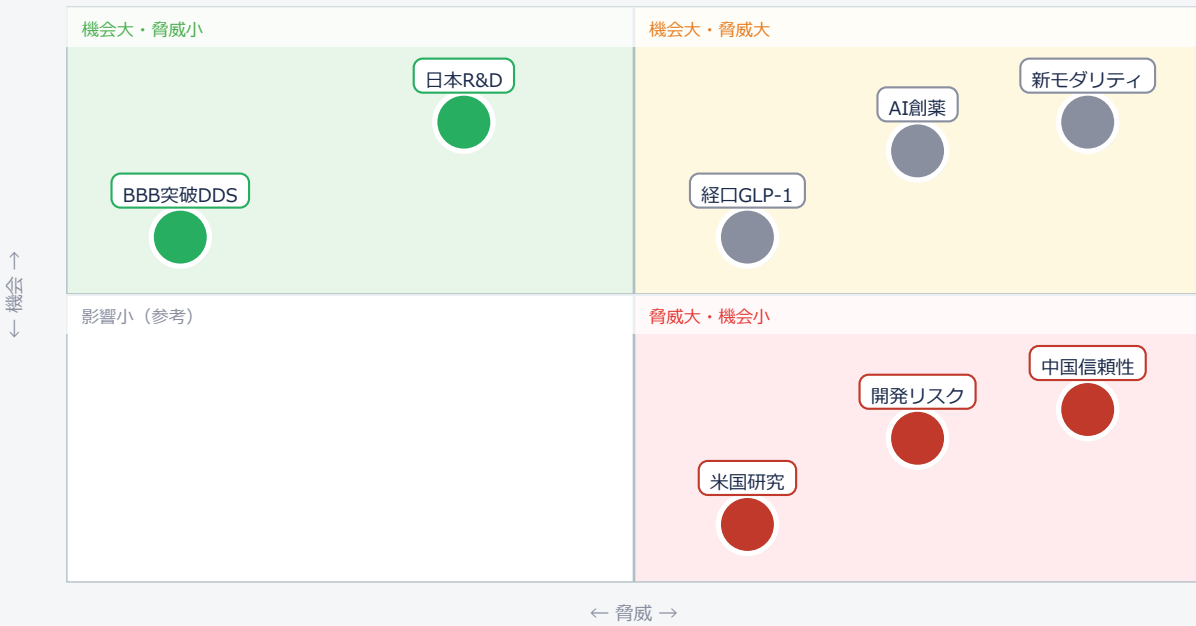 機会大・脅威小
機会大・脅威大
日本R&D
新モダリティ
AI創薬
BBB突破DDS
経口GLP-1
← 機会 →
影響小（参考）
脅威大・機会小
中国信頼性
開発リスク
米国研究
← 脅威 →